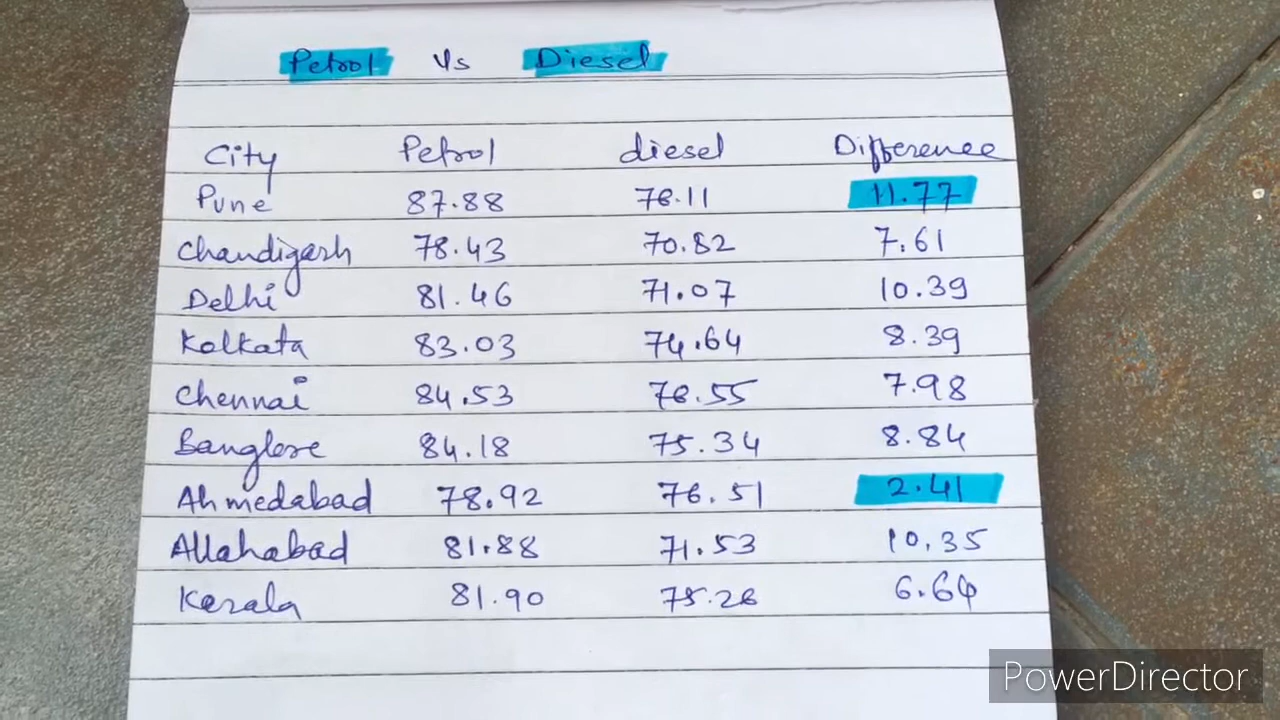 Petrol Vs Diesel
City Petrol diesel Difference
Pune 87.88 76.11 11.77
Chandigarh 78.43 70.82 7.61
Delhi 81.46 71.07 10.39
Kolkata 83.03 74.64 8.39
Chennai 84.53 76.55 7.98
Banglore 84.18 75.34 8.84
Ahmedabad 78.92 76.51 2.41
Allahabad 81.88 71.53 10.35
Kerala 81.90 75.26 6.64
PowerDirector